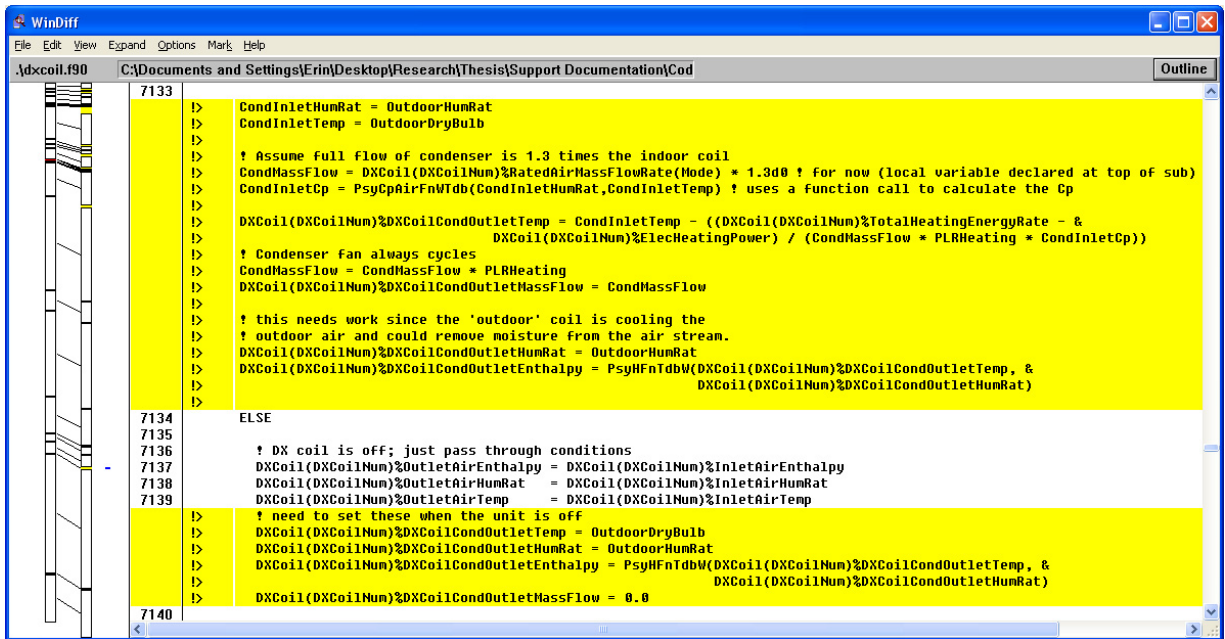 WinDiff
File Edit View Expand Options Mark Help
.\dxcoil.f90 C:\Documents and Settings\Erin\Desktop\Research\Thesis\Support Documentation\Cod Outline
7133
!> CondInletHumRat = OutdoorHumRat
!> CondInletTemp = OutdoorDryBulb
!>
!> ! Assume full flow of condenser is 1.3 times the indoor coil
!> CondMassFlow = DXCoil(DXCoilNum)%RatedAirMassFlowRate(Mode) * 1.3d0 ! for now (local variable declared at top of sub)
!> CondInletCp = PsyCpAirFnWTdb(CondInletHumRat,CondInletTemp) ! uses a function call to calculate the Cp
!>
!> DXCoil(DXCoilNum)%DXCoilCondOutletTemp = CondInletTemp - ((DXCoil(DXCoilNum)%TotalHeatingEnergyRate - &
!> DXCoil(DXCoilNum)%ElecHeatingPower) / (CondMassFlow * PLRHeating * CondInletCp))
!> ! Condenser fan always cycles
!> CondMassFlow = CondMassFlow * PLRHeating
!> DXCoil(DXCoilNum)%DXCoilCondOutletMassFlow = CondMassFlow
!>
!> ! this needs work since the 'outdoor' coil is cooling the
!> ! outdoor air and could remove moisture from the air stream.
!> DXCoil(DXCoilNum)%DXCoilCondOutletHumRat = OutdoorHumRat
!> DXCoil(DXCoilNum)%DXCoilCondOutletEnthalpy = PsyHFnTdbW(DXCoil(DXCoilNum)%DXCoilCondOutletTemp, &
!> DXCoil(DXCoilNum)%DXCoilCondOutletHumRat)
!>
7134 ELSE
7135
7136 ! DX coil is off; just pass through conditions
7137 DXCoil(DXCoilNum)%OutletAirEnthalpy = DXCoil(DXCoilNum)%InletAirEnthalpy
7138 DXCoil(DXCoilNum)%OutletAirHumRat = DXCoil(DXCoilNum)%InletAirHumRat
7139 DXCoil(DXCoilNum)%OutletAirTemp = DXCoil(DXCoilNum)%InletAirTemp
!> ! need to set these when the unit is off
!> DXCoil(DXCoilNum)%DXCoilCondOutletTemp = OutdoorDryBulb
!> DXCoil(DXCoilNum)%DXCoilCondOutletHumRat = OutdoorHumRat
!> DXCoil(DXCoilNum)%DXCoilCondOutletEnthalpy = PsyHFnTdbW(DXCoil(DXCoilNum)%DXCoilCondOutletTemp, &
!> DXCoil(DXCoilNum)%DXCoilCondOutletHumRat)
!> DXCoil(DXCoilNum)%DXCoilCondOutletMassFlow = 0.0
7140